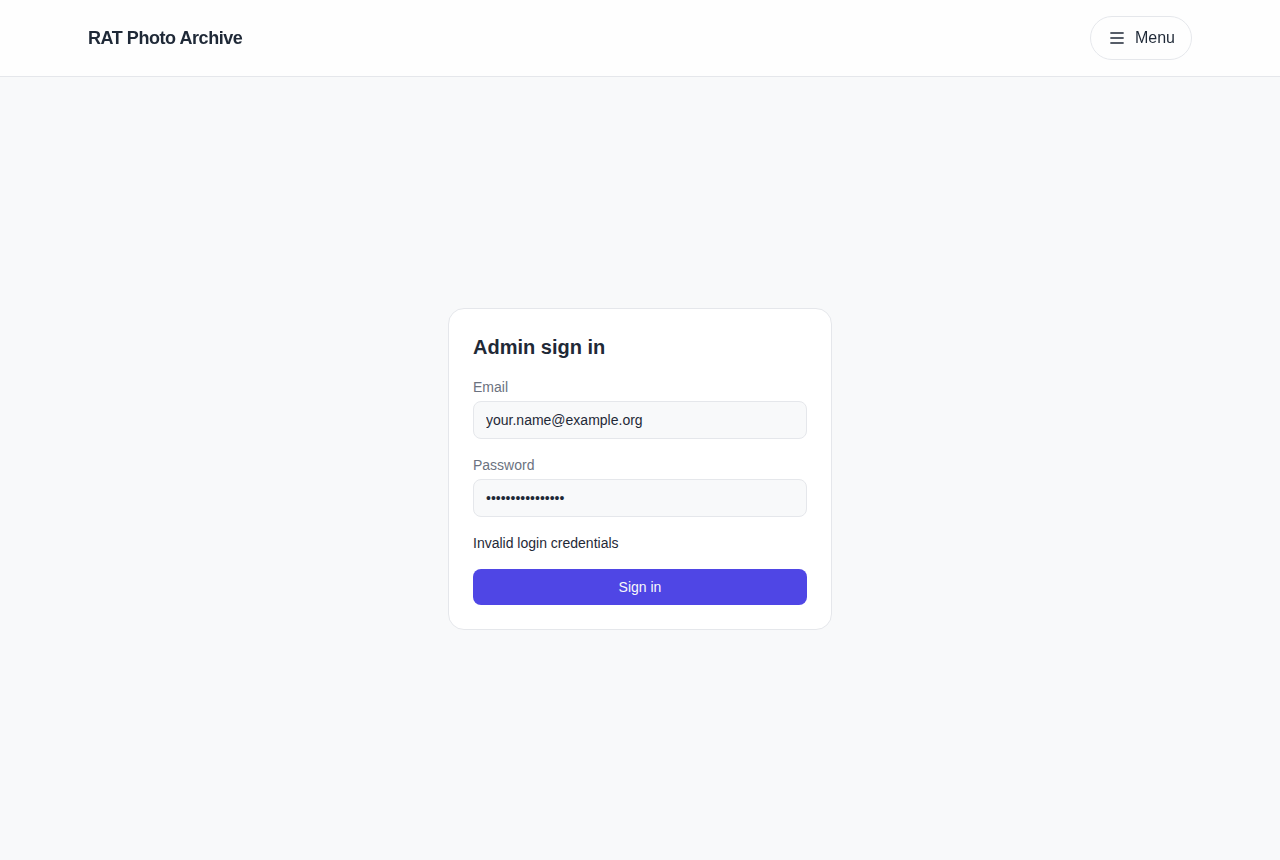 RAT Photo Archive
Menu
Admin sign in
Email
your.name@example.org
Password
••••••••••••••••
Invalid login credentials
Sign in